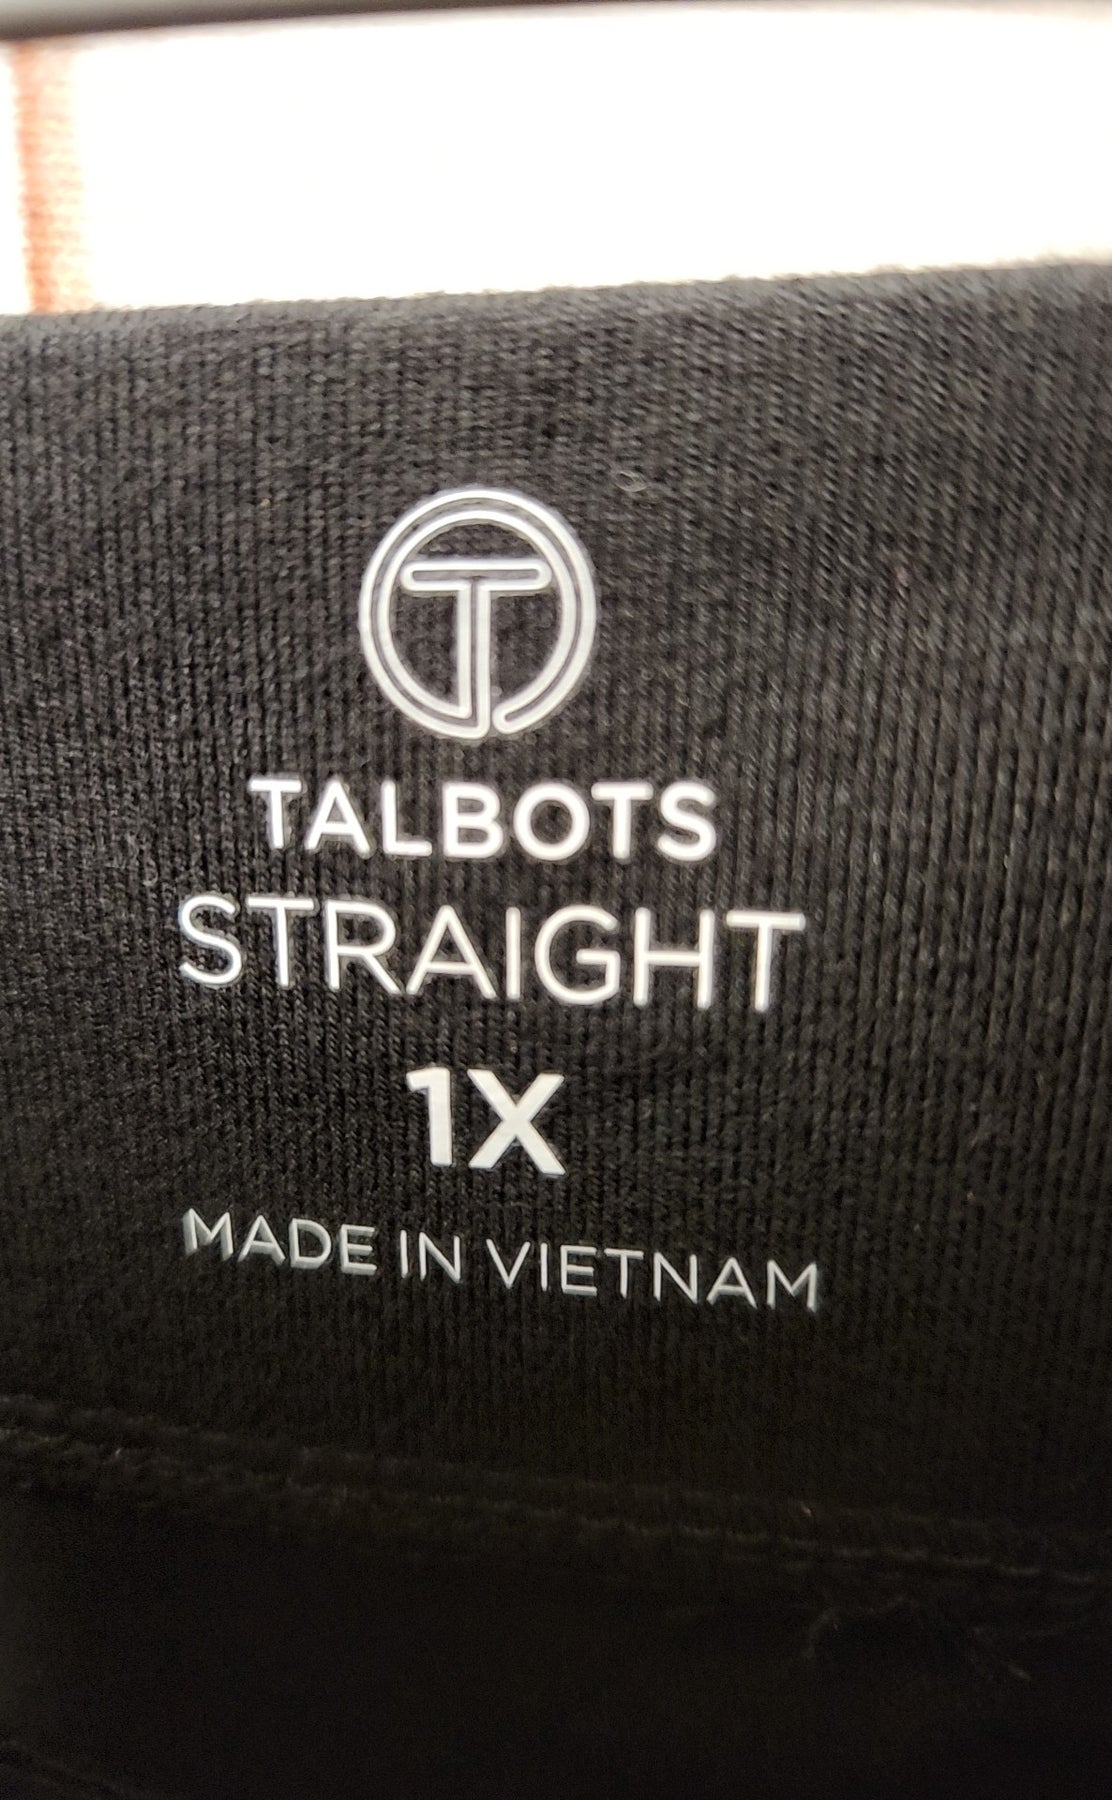 T
TALBOTS
STRAIGHT
1X
MADE IN VIETNAM